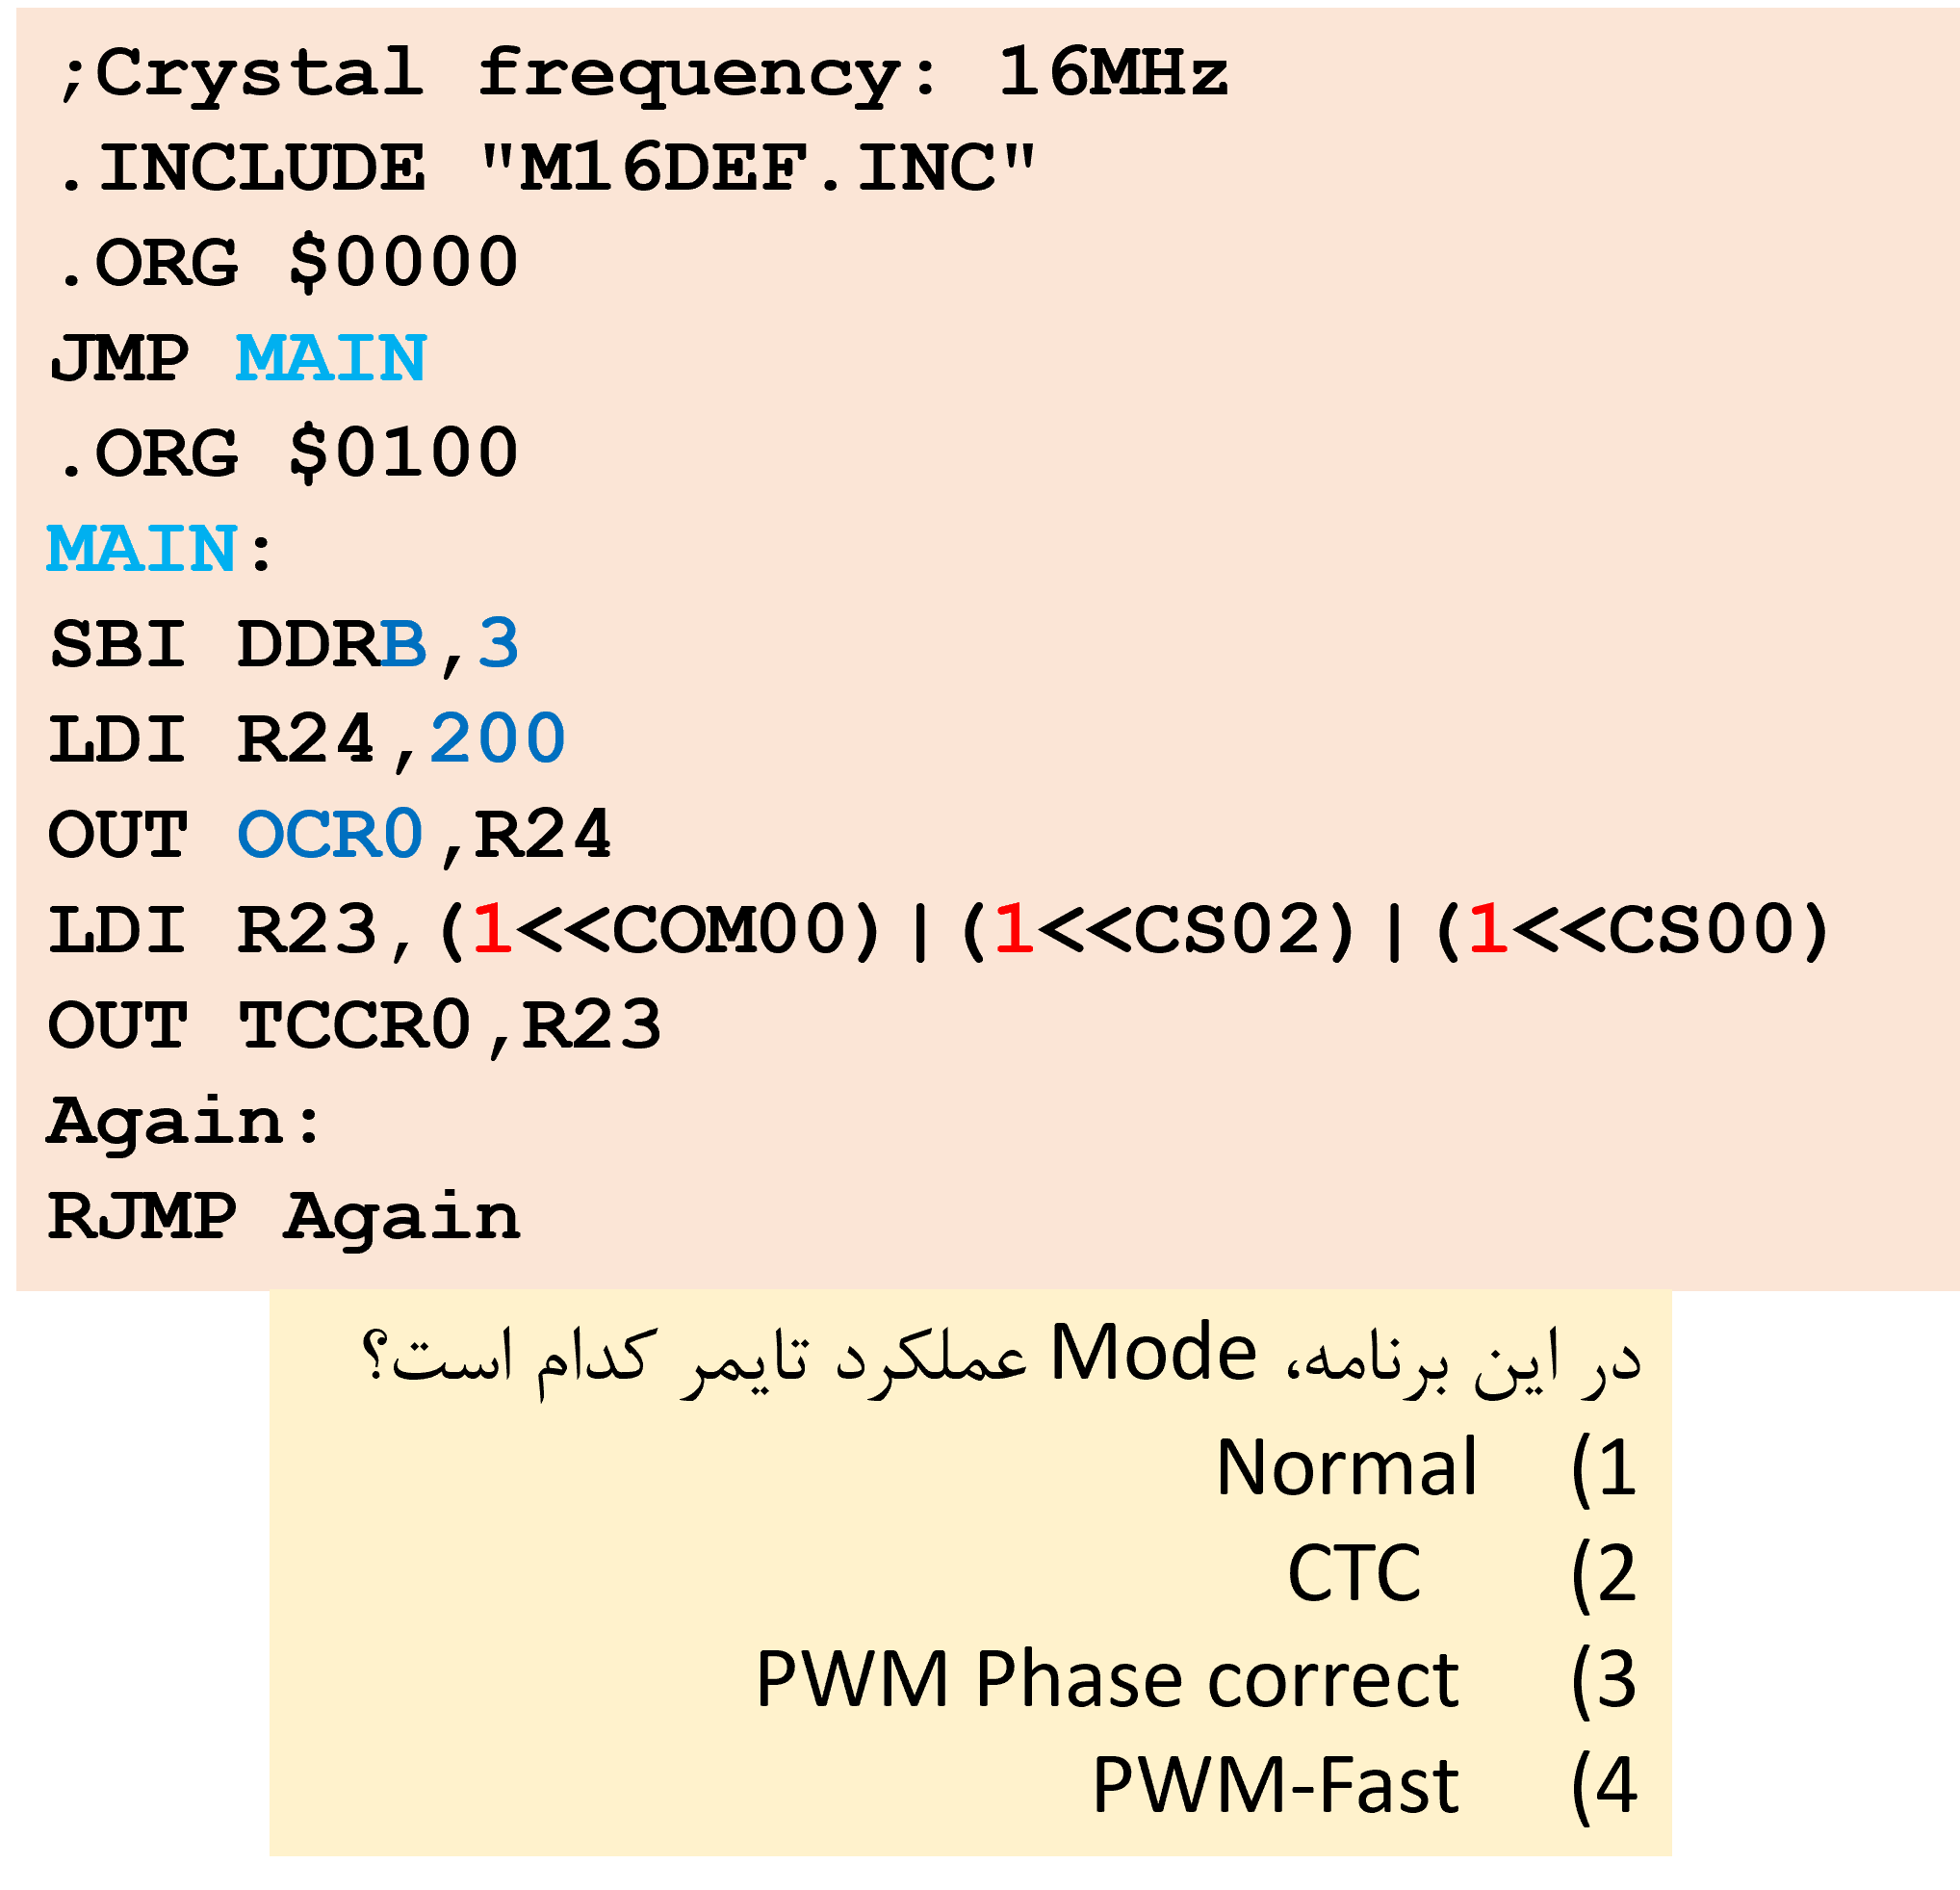 ;Crystal frequency: 16MHz
.INCLUDE "M16DEF.INC"
.ORG $0000
JMP MAIN
.ORG $0100
MAIN:
SBI DDRB,3
LDI R24,200
OUT OCR0,R24
LDI R23,(1<<COM00)|(1<<CS02)|(1<<CS00)
OUT TCCR0,R23
Again:
RJMP Again
در این برنامه، Mode عملکرد تایمر کدام است؟
1) Normal
2) CTC
3) PWM Phase correct
4) PWM-Fast